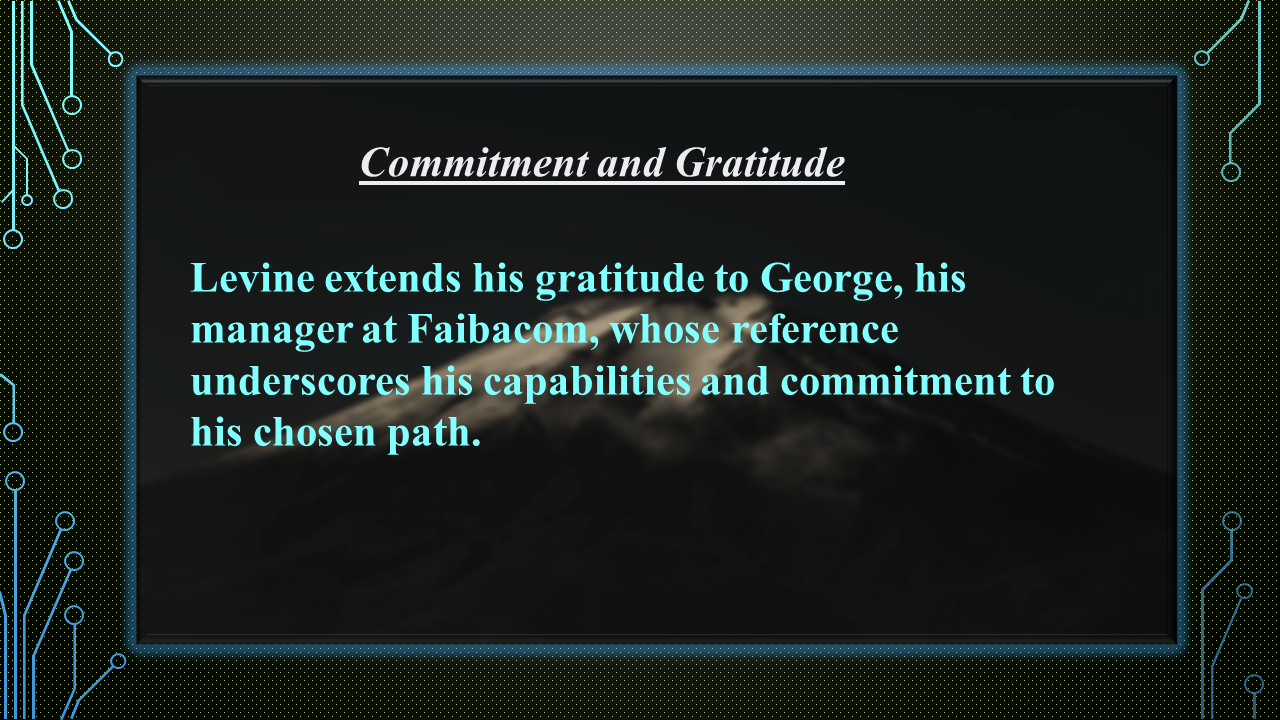 Commitment and Gratitude
Levine extends his gratitude to George, his
manager at Faibacom, whose reference
underscores his capabilities and commitment to
his chosen path.